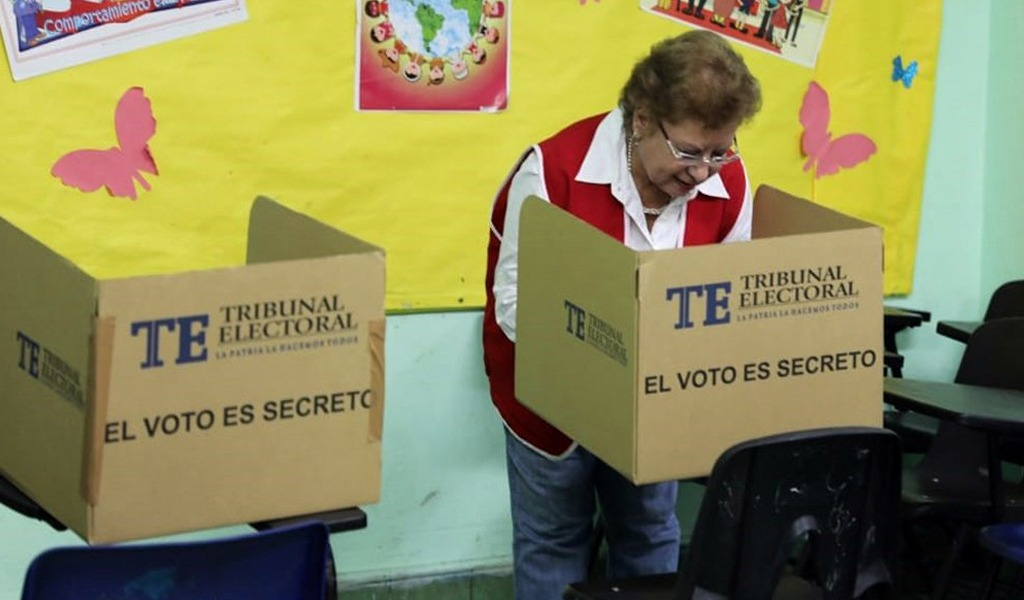 Comportamiento
TE TRIBUNAL
ELECTORAL
LA PATRIA LA HACEMOS TODOS
EL VOTO ES SECRETO
TE TRIBUNAL
ELECTORAL
TE TRIBUNAL
ELECTORAL
LA PATRIA LA HACEMOS TODOS
EL VOTO ES SECRETO
TE TRIBUNAL
ELECTORAL